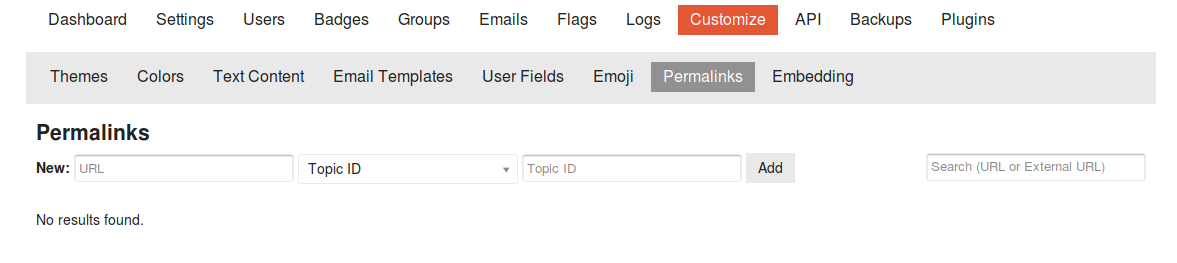 Dashboard Settings Users Badges Groups Emails Flags Logs Customize API Backups Plugins
Themes Colors Text Content Email Templates User Fields Emoji Permalinks Embedding
Permalinks
New: URL Topic ID Topic ID Add Search (URL or External URL)
No results found.